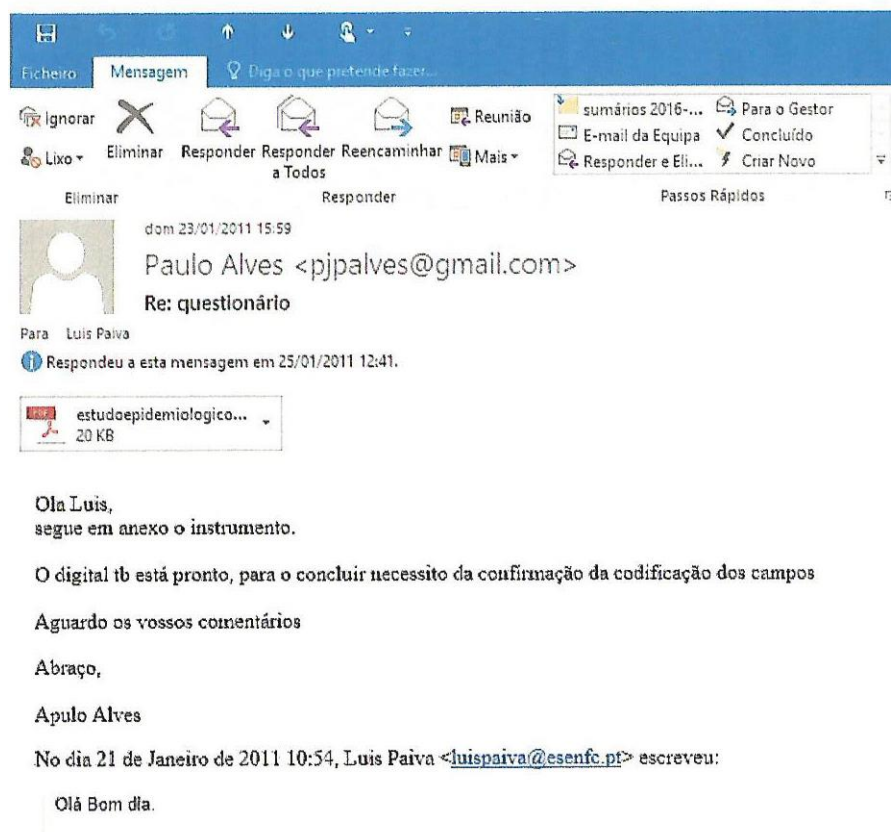 Ficheiro Mensagem Diga o que pretende fazer...
Ignorar
Lixo
Eliminar
Responder
Responder a Todos
Reencaminhar
Reunião
Mais
sumários 2016-...
E-mail da Equipa
Responder e Eli...
Para o Gestor
Concluído
Criar Novo
Eliminar Responder Passos Rápidos
dom 23/01/2011 15:59
Paulo Alves <pjpalves@gmail.com>
Re: questionário
Para Luis Paiva
Respondeu a esta mensagem em 25/01/2011 12:41.
PDF
estudoepidemiologico...
20 KB
Ola Luis,
segue em anexo o instrumento.
O digital tb está pronto, para o concluir necessito da confirmação da codificação dos campos
Aguardo os vossos comentários
Abraço,
Apulo Alves
No dia 21 de Janeiro de 2011 10:54, Luis Paiva <luispaiva@esenfc.pt> escreveu:
Olá Bom dia.